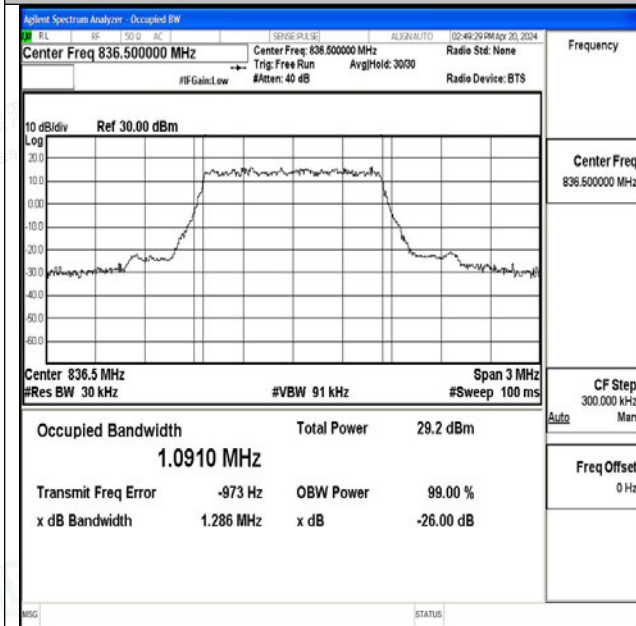 Agilent Spectrum Analyzer - Occupied BW
RL RF 50 Ω AC SENSE:PULSE ALIGNAUTO 02:49:29 PM Apr 20, 2024
Center Freq 836.500000 MHz
Center Freq: 836.500000 MHz
Radio Std: None
Trig: Free Run Avg|Hold: 30/30
#IFGain:Low #Atten: 40 dB Radio Device: BTS
Frequency
10 dB/div Ref 30.00 dBm
Log
20.0
10.0
0.00
-10.0
-20.0
-30.0
-40.0
-50.0
-60.0
Center 836.5 MHz Span 3 MHz
#Res BW 30 kHz #VBW 91 kHz #Sweep 100 ms
Center Freq
836.500000 MHz
CF Step
300.000 kHz
Auto Man
Freq Offset
0 Hz
Occupied Bandwidth Total Power 29.2 dBm
1.0910 MHz
Transmit Freq Error -973 Hz OBW Power 99.00 %
x dB Bandwidth 1.286 MHz x dB -26.00 dB
MSG STATUS